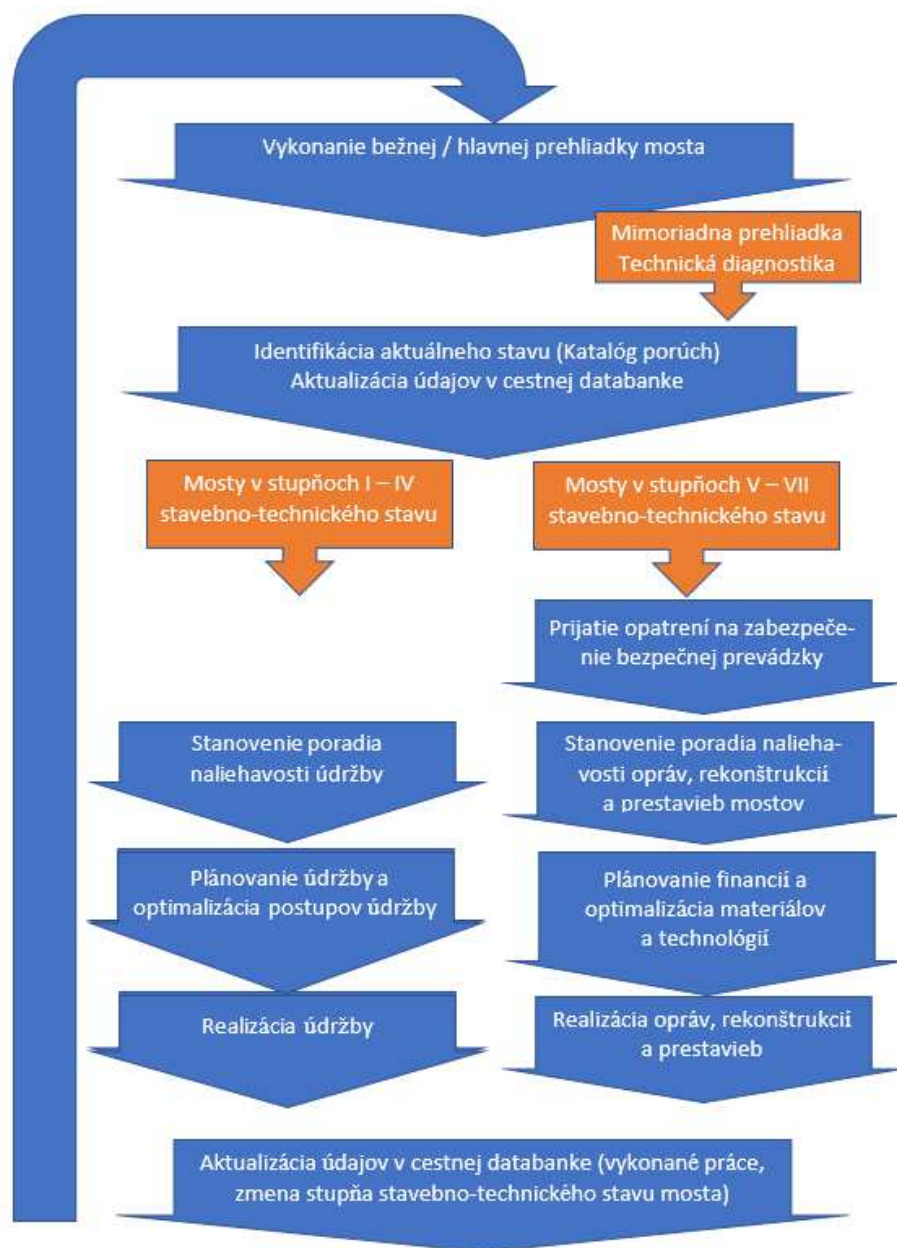 Vykonanie bežnej / hlavnej prehliadky mosta
Mimoriadna prehliadka
Technická diagnostika
Identifikácia aktuálneho stavu (Katalóg porúch)
Aktualizácia údajov v cestnej databanke
Mosty v stupňoch I – IV
stavebno-technického stavu
Mosty v stupňoch V – VII
stavebno-technického stavu
Prijatie opatrení na zabezpeče-
nie bezpečnej prevádzky
Stanovenie poradia
naliehavosti údržby
Stanovenie poradia nalieha-
vosti opráv, rekonštrukcií
a prestavieb mostov
Plánovanie údržby a
optimalizácia postupov údržby
Plánovanie financií a
optimalizácia materiálov
a technológií
Realizácia údržby
Realizácia opráv, rekonštrukcií
a prestavieb
Aktualizácia údajov v cestnej databanke (vykonané práce,
zmena stupňa stavebno-technického stavu mosta)